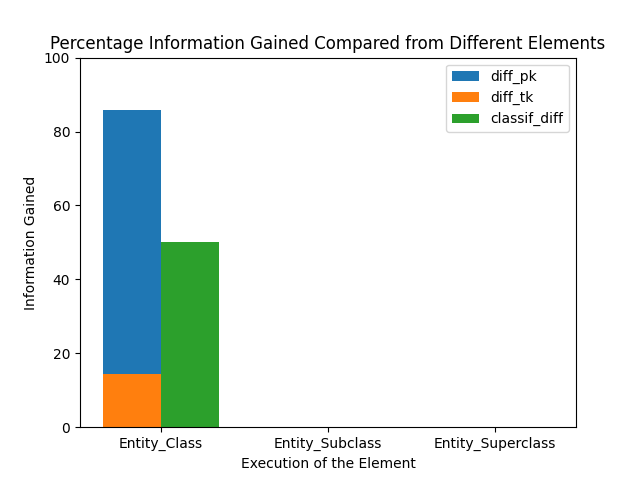 Percentage Information Gained Compared from Different Elements
100
80
60
40
20
0
Information Gained
diff_pk
diff_tk
classif_diff
Entity_Class
Entity_Subclass
Entity_Superclass
Execution of the Element